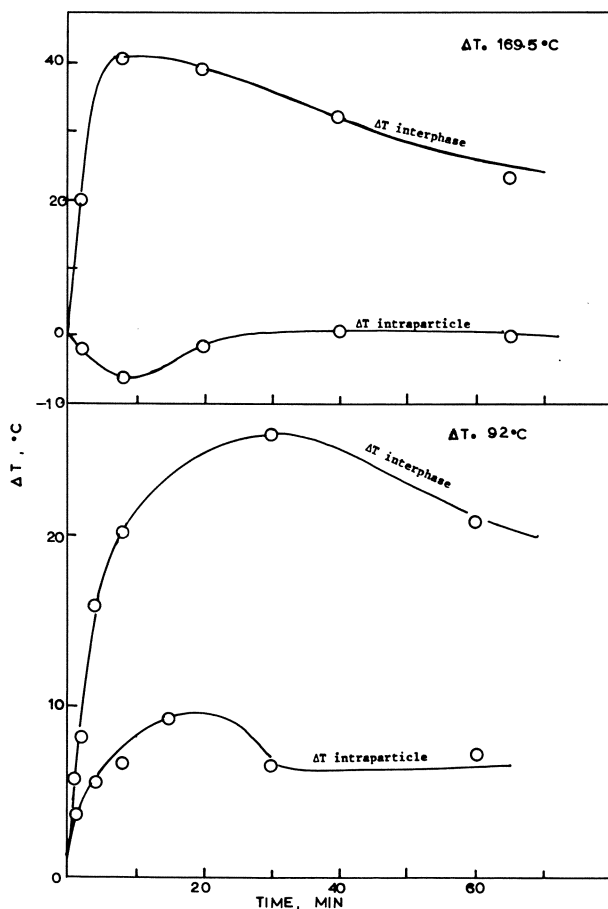 ΔT. 169.5°C
40
ΔT interphase
20
ΔT intraparticle
0
-10
ΔT, °C
ΔT. 92°C
ΔT interphase
20
10
ΔT intraparticle
0
20
40
60
TIME, MIN